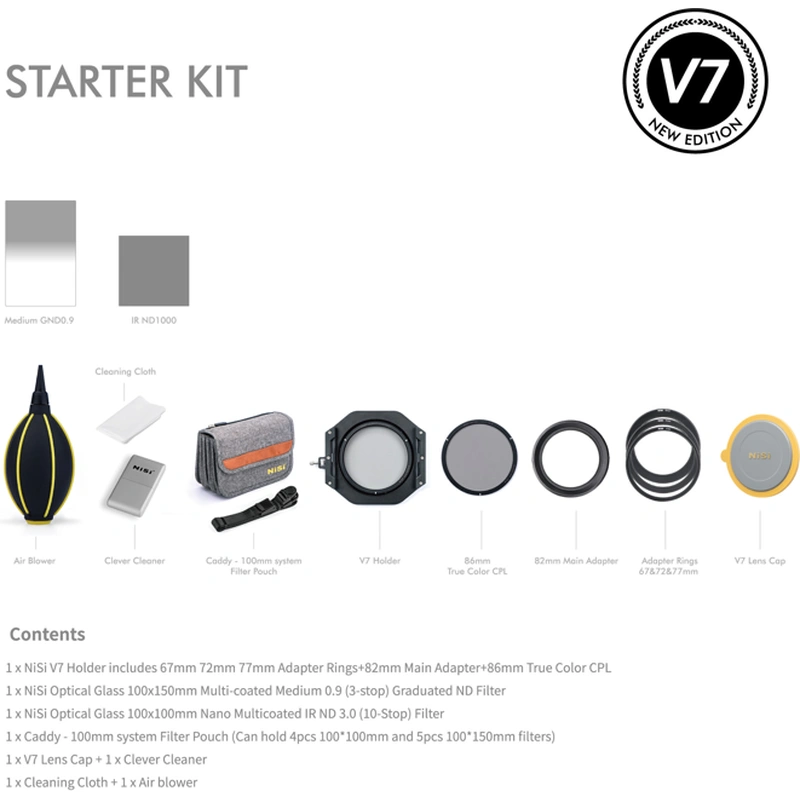 STARTER KIT
V7
NEW EDITION
Medium GND0.9
IR ND1000
Cleaning Cloth
NiSi
NiSi
NiSi
Air Blower
Clever Cleaner
Caddy - 100mm system
Filter Pouch
V7 Holder
86mm
True Color CPL
82mm Main Adapter
Adapter Rings
67&72&77mm
V7 Lens Cap
Contents
1 x NiSi V7 Holder includes 67mm 72mm 77mm Adapter Rings+82mm Main Adapter+86mm True Color CPL
1 x NiSi Optical Glass 100x150mm Multi-coated Medium 0.9 (3-stop) Graduated ND Filter
1 x NiSi Optical Glass 100x100mm Nano Multicoated IR ND 3.0 (10-Stop) Filter
1 x Caddy - 100mm system Filter Pouch (Can hold 4pcs 100*100mm and 5pcs 100*150mm filters)
1 x V7 Lens Cap + 1 x Clever Cleaner
1 x Cleaning Cloth + 1 x Air blower